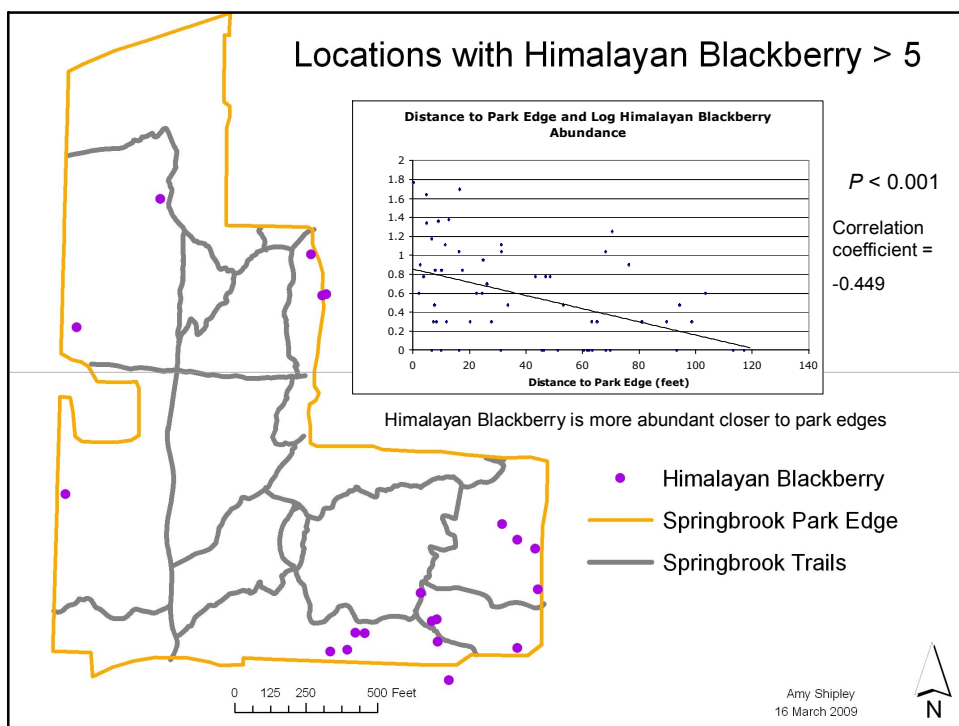 Locations with Himalayan Blackberry > 5
Distance to Park Edge and Log Himalayan Blackberry
Abundance
2
1.8
1.6
1.4
1.2
1
0.8
0.6
0.4
0.2
0
0 20 40 60 80 100 120 140
Distance to Park Edge (feet)
P < 0.001
Correlation
coefficient =
-0.449
Himalayan Blackberry is more abundant closer to park edges
Himalayan Blackberry
Springbrook Park Edge
Springbrook Trails
0 125 250 500 Feet
Amy Shipley
16 March 2009
N